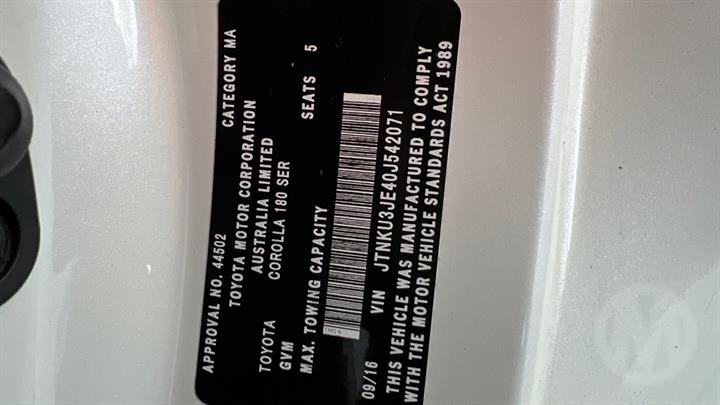 APPROVAL NO. 44502 CATEGORY MA
TOYOTA MOTOR CORPORATION
AUSTRALIA LIMITED
TOYOTA COROLLA 180 SER
GVM
MAX. TOWING CAPACITY SEATS 5
09/16 VIN JTNKU3JE40J542071
THIS VEHICLE WAS MANUFACTURED TO COMPLY
WITH THE MOTOR VEHICLE STANDARDS ACT 1989